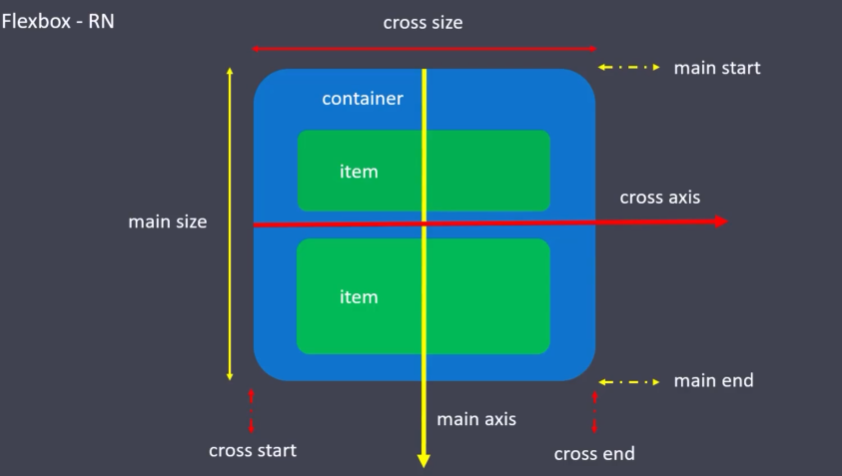 Flexbox - RN
cross size
main start
container
item
cross axis
main size
item
main end
main axis
cross start
cross end